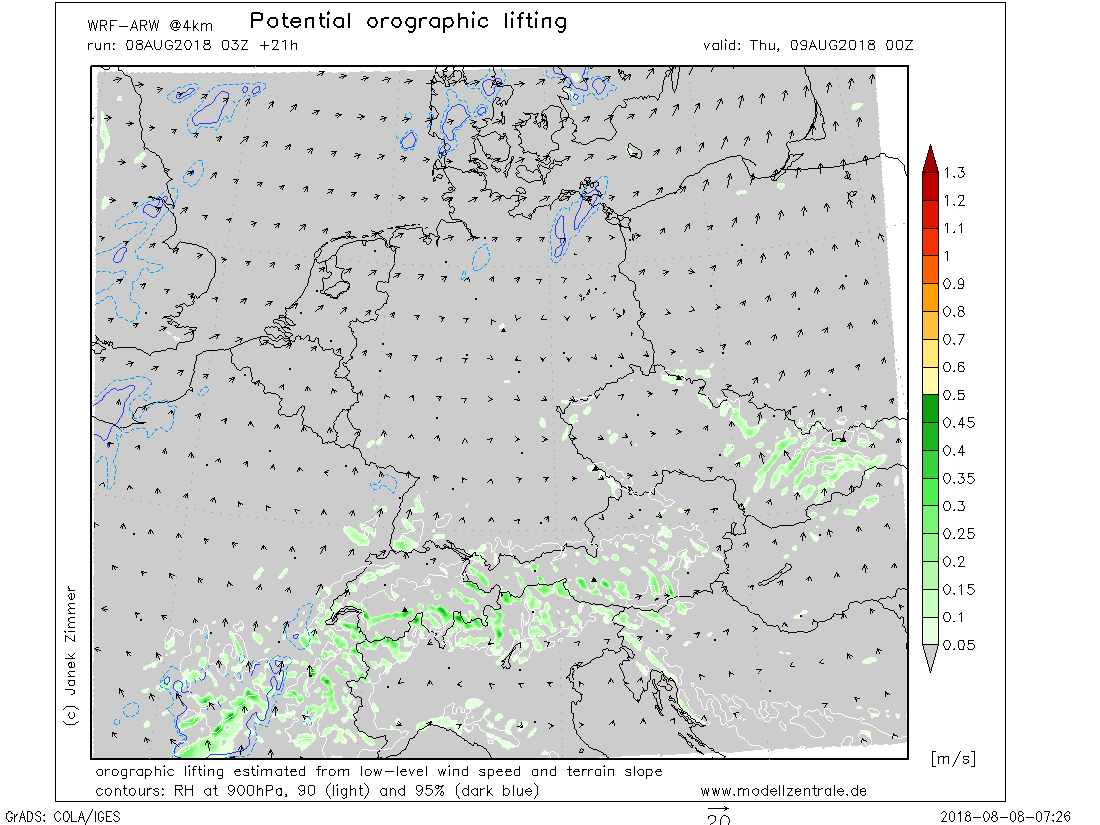 WRF-ARW @4km Potential orographic lifting
run: 08AUG2018 03Z +21h valid: Thu, 09AUG2018 00Z
1.3
1.2
1.1
1
0.9
0.8
0.7
0.6
0.5
0.45
0.4
0.35
0.3
0.25
0.2
0.15
0.1
0.05
[m/s]
(c) Janek Zimmer
orographic lifting estimated from low-level wind speed and terrain slope
contours: RH at 900hPa, 90 (light) and 95% (dark blue) www.modellzentrale.de
20
GrADS: COLA/IGES 2018-08-08-07:26